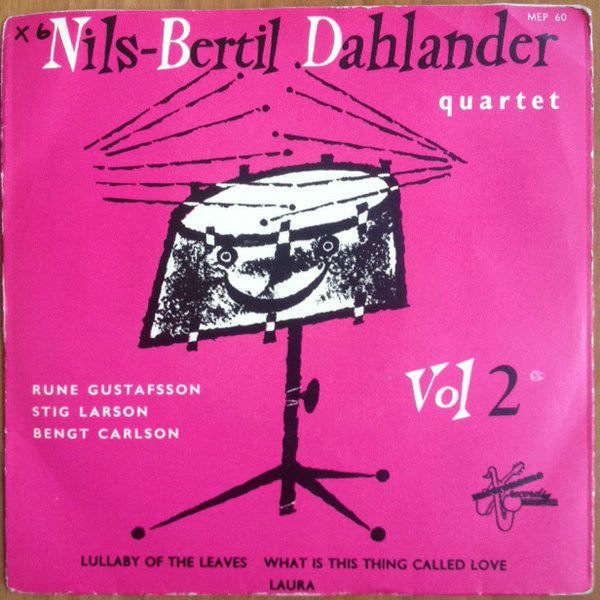 MEP 60
X6
Nils-Bertil Dahlander
quartet
RUNE GUSTAFSSON
STIG LARSON
BENGT CARLSON
Vol 2
records
LULLABY OF THE LEAVES WHAT IS THIS THING CALLED LOVE
LAURA